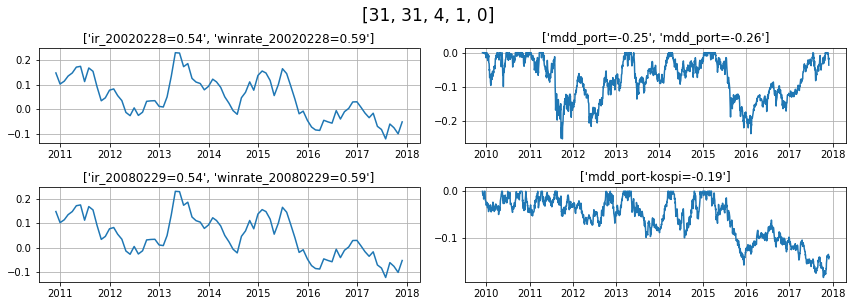 [31, 31, 4, 1, 0]
['ir_20020228=0.54', 'winrate_20020228=0.59']
0.2
0.1
0.0
−0.1
2011 2012 2013 2014 2015 2016 2017 2018
['mdd_port=-0.25', 'mdd_port=-0.26']
0.0
−0.1
−0.2
2010 2011 2012 2013 2014 2015 2016 2017 2018
['ir_20080229=0.54', 'winrate_20080229=0.59']
0.2
0.1
0.0
−0.1
2011 2012 2013 2014 2015 2016 2017 2018
['mdd_port-kospi=-0.19']
0.0
−0.1
2010 2011 2012 2013 2014 2015 2016 2017 2018